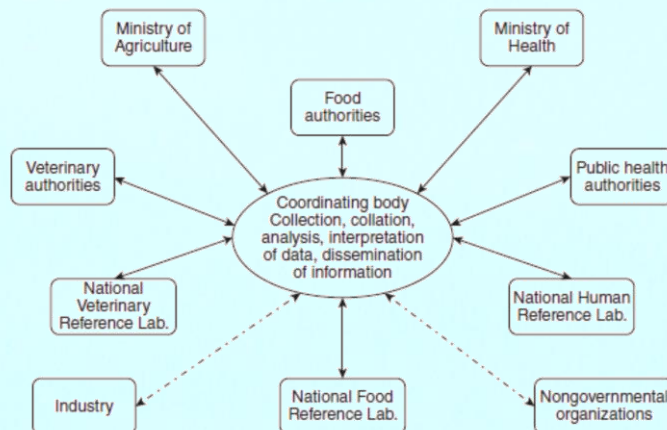 Ministry of
Agriculture
Ministry of
Health
Food
authorities
Veterinary
authorities
Public health
authorities
Coordinating body
Collection, collation,
analysis, interpretation
of data, dissemination
of information
National
Veterinary
Reference Lab.
National Human
Reference Lab.
Industry
National Food
Reference Lab.
Nongovernmental
organizations